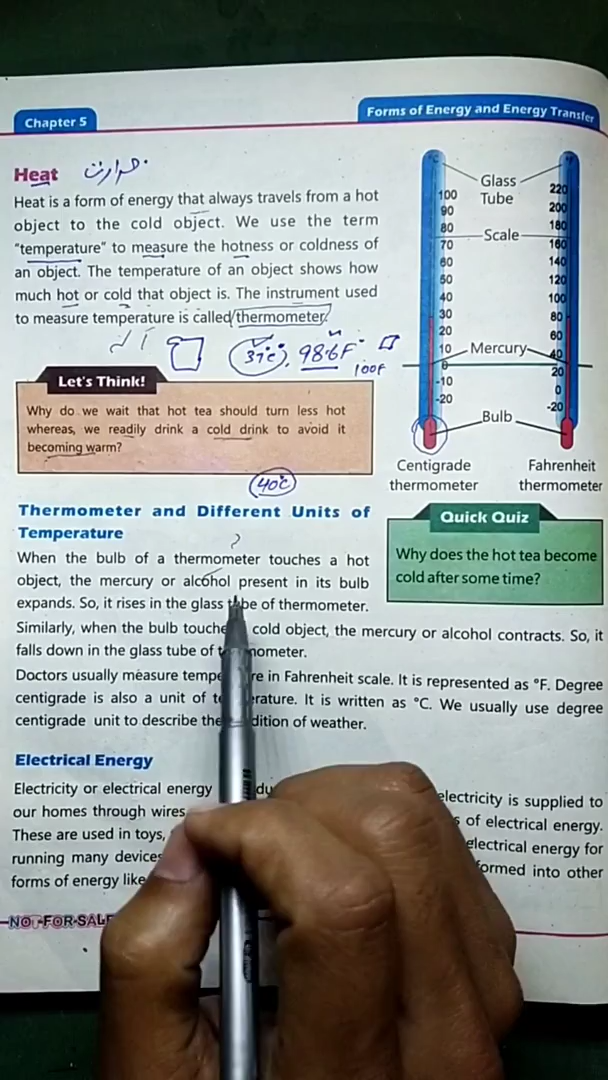 Chapter 5
Forms of Energy and Energy Transfer
Heat حرارت
Heat is a form of energy that always travels from a hot
object to the cold object. We use the term
"temperature" to measure the hotness or coldness of
an object. The temperature of an object shows how
much hot or cold that object is. The instrument used
to measure temperature is called thermometer.
37°C, 98.6F°
100F
Let's Think!
Why do we wait that hot tea should turn less hot
whereas, we readily drink a cold drink to avoid it
becoming warm?
40°C
°C
100
90
80
70
60
50
40
30
20
10
0
-10
-20
Glass
Tube
Scale
Mercury
Bulb
°F
220
200
180
160
140
120
100
80
60
40
20
0
-20
Centigrade
thermometer
Fahrenheit
thermometer
Quick Quiz
Why does the hot tea become
cold after some time?
Thermometer and Different Units of
Temperature
When the bulb of a thermometer touches a hot
object, the mercury or alcohol present in its bulb
expands. So, it rises in the glass tube of thermometer.
Similarly, when the bulb touche cold object, the mercury or alcohol contracts. So, it
falls down in the glass tube of nometer.
Doctors usually measure tempe re in Fahrenheit scale. It is represented as °F. Degree
centigrade is also a unit of te erature. It is written as °C. We usually use degree
centigrade unit to describe the dition of weather.
Electrical Energy
Electricity or electrical energy du electricity is supplied to
our homes through wires of electrical energy.
These are used in toys, electrical energy for
running many device formed into other
forms of energy like
NOT FOR SALE